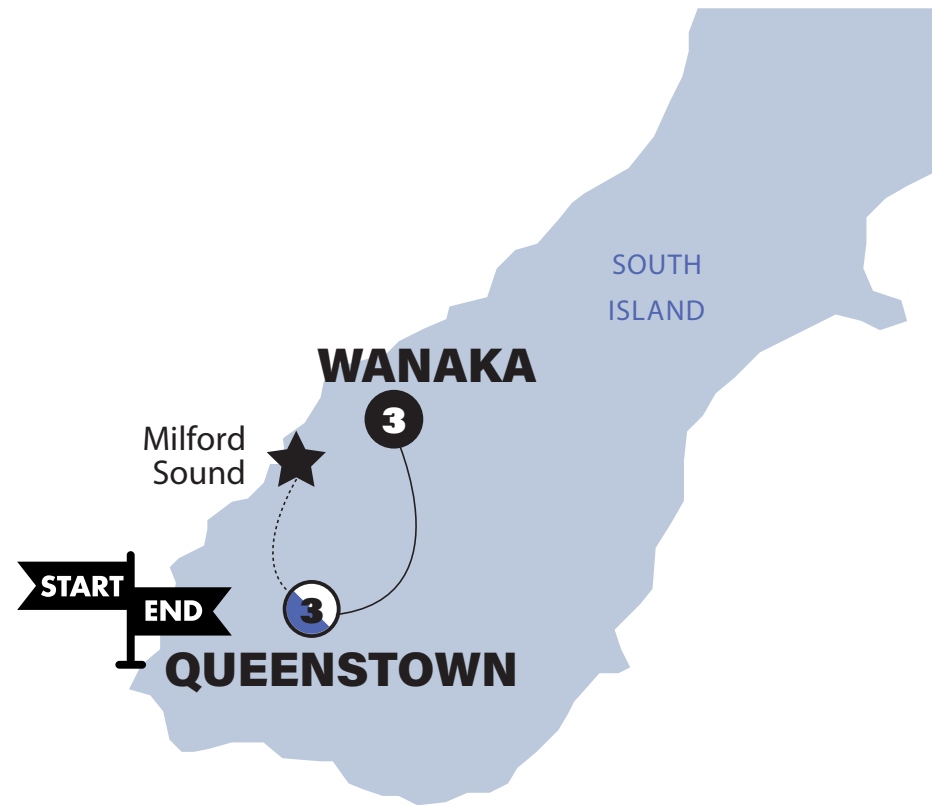 SOUTH
ISLAND
WANAKA
3
Milford
Sound
START
END
3
QUEENSTOWN